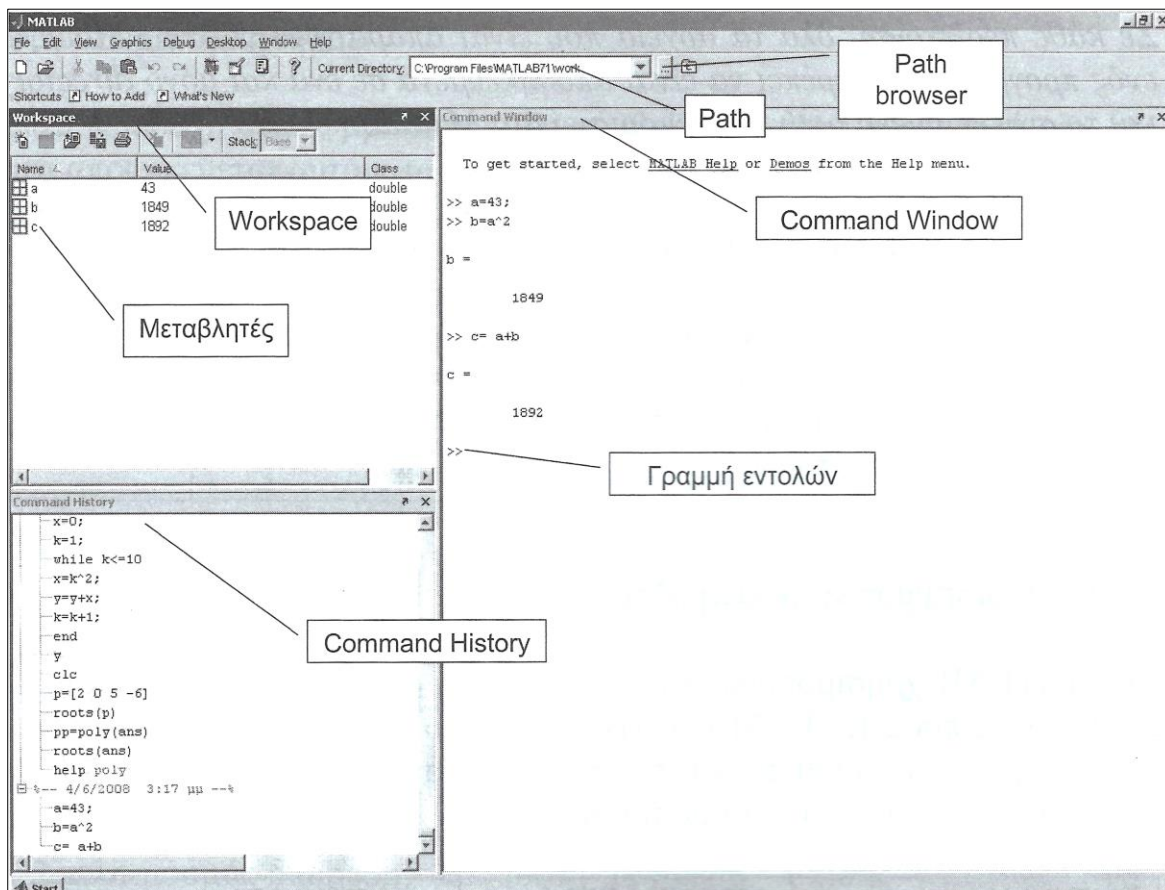 MATLAB
File Edit View Graphics Debug Desktop Window Help
Current Directory: C:\Program Files\MATLAB71\work
Shortcuts How to Add What's New
Path
browser
Path
Workspace
Stack: Base
Name Value Class
a 43 double
b 1849 double
c 1892 double
Workspace
Μεταβλητές
Command Window
To get started, select MATLAB Help or Demos from the Help menu.
>> a=43;
>> b=a^2
b =
1849
>> c= a+b
c =
1892
>>
Command Window
Γραμμή εντολών
Command History
x=0;
k=1;
while k<=10
x=k^2;
y=y+x;
k=k+1;
end
y
clc
p=[2 0 5 -6]
roots(p)
pp=poly(ans)
roots(ans)
help poly
%-- 4/6/2008 3:17 μμ --%
a=43;
b=a^2
c= a+b
Command History
Start